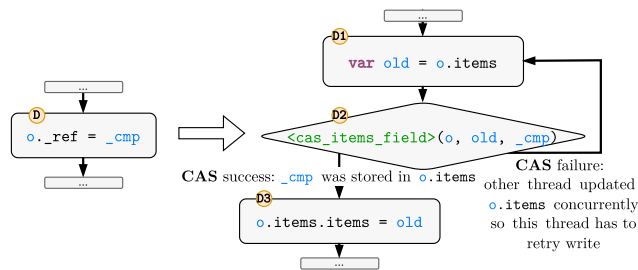 ...
D
o._ref = _cmp
...
...
D1
var old = o.items
D2
<cas_items_field>(o, old, _cmp)
CAS success: _cmp was stored in o.items
D3
o.items.items = old
...
CAS failure:
other thread updated
o.items concurrently
so this thread has to
retry write